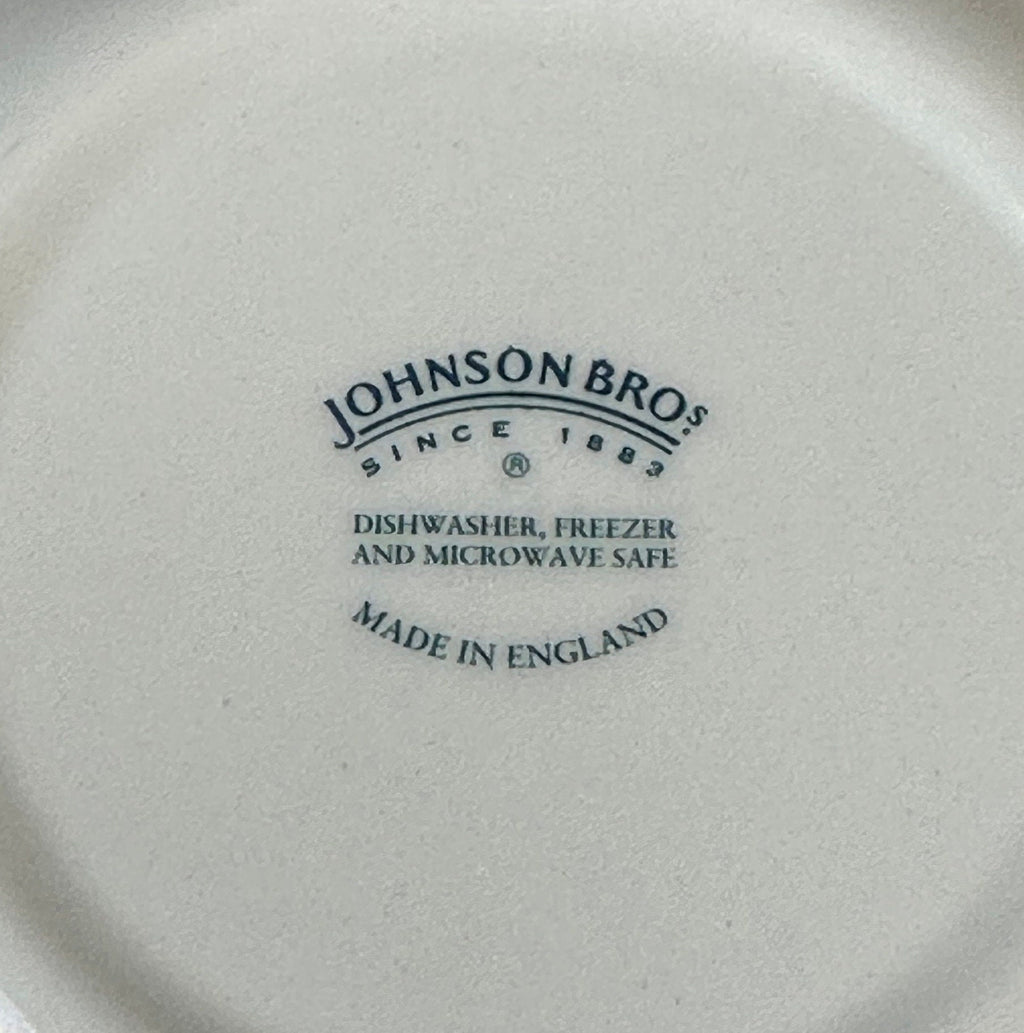 JOHNSON BROS.
SINCE 1883
®
DISHWASHER, FREEZER
AND MICROWAVE SAFE
MADE IN ENGLAND